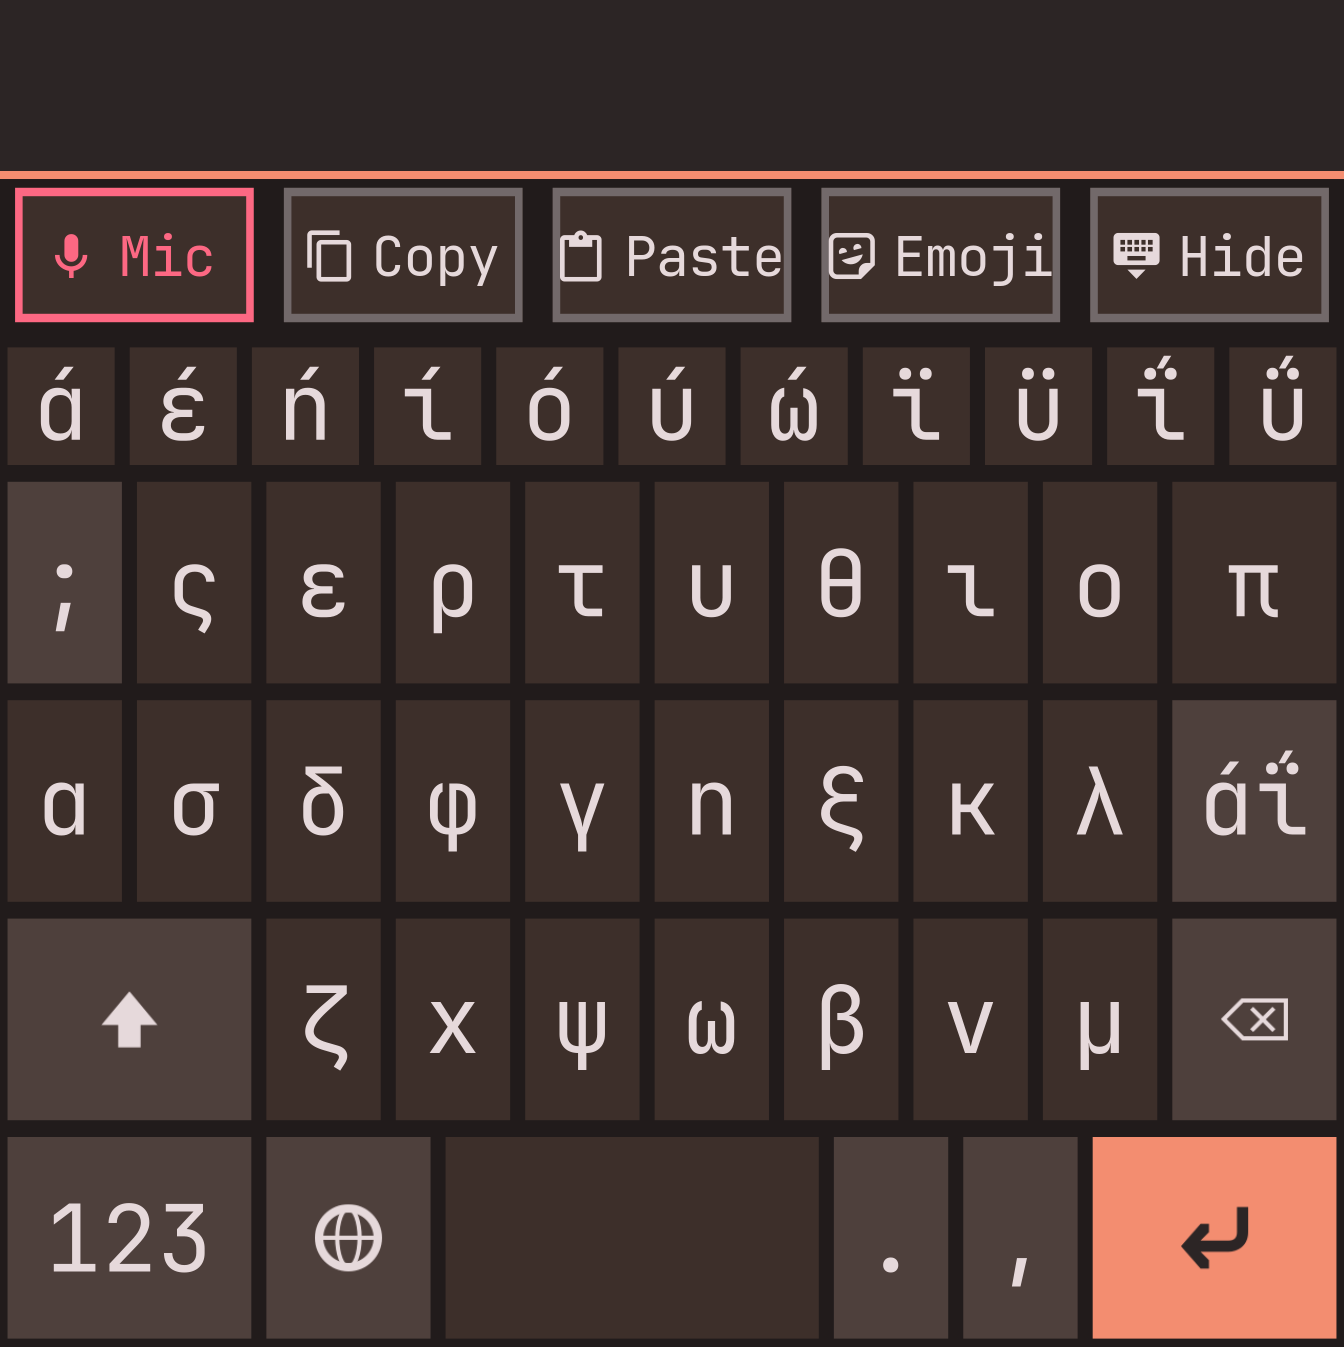 Mic Copy Paste Emoji Hide
ά έ ή ί ό ύ ώ ϊ ϋ ΐ ΰ
; ς ε ρ τ υ θ ι ο π
α σ δ φ γ η ξ κ λ άΐ
ζ χ ψ ω β ν μ
123 . ,